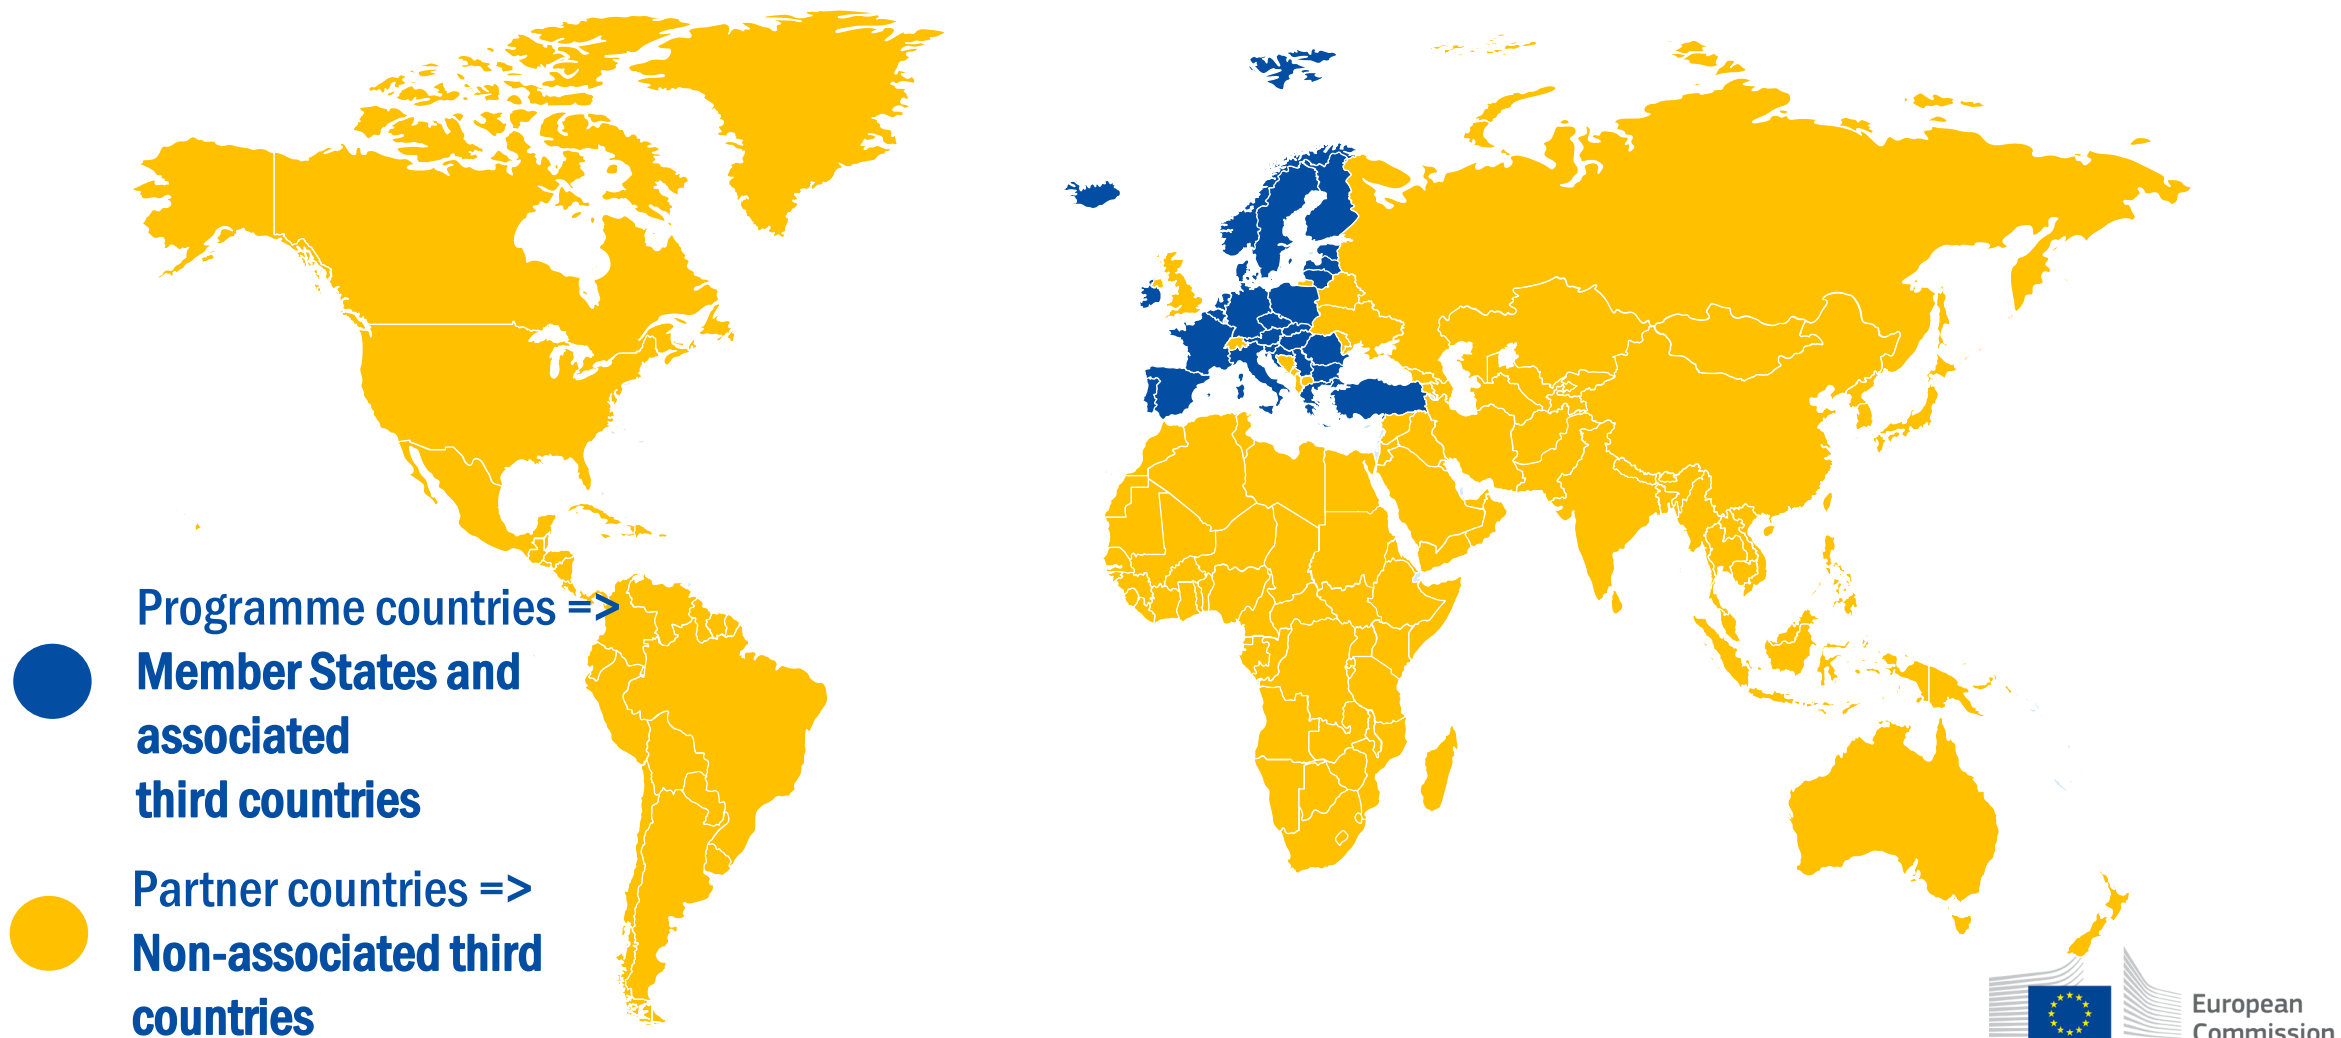 Programme countries =>
Member States and
associated
third countries
Partner countries =>
Non-associated third
countries
European
Commission